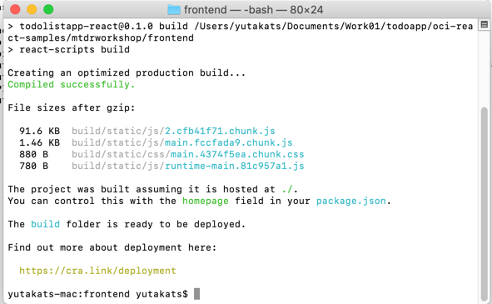 frontend — -bash — 80×24
> todolistapp-react@0.1.0 build /Users/yutakats/Documents/Work01/todoapp/oci-rea
ct-samples/mtdrworkshop/frontend
> react-scripts build
Creating an optimized production build...
Compiled successfully.
File sizes after gzip:
91.6 KB build/static/js/2.cfb41f71.chunk.js
1.46 KB build/static/js/main.fccfada9.chunk.js
880 B build/static/css/main.4374f5ea.chunk.css
780 B build/static/js/runtime-main.81c957a1.js
The project was built assuming it is hosted at ./.
You can control this with the homepage field in your package.json.
The build folder is ready to be deployed.
Find out more about deployment here:
https://cra.link/deployment
yutakats-mac:frontend yutakats$